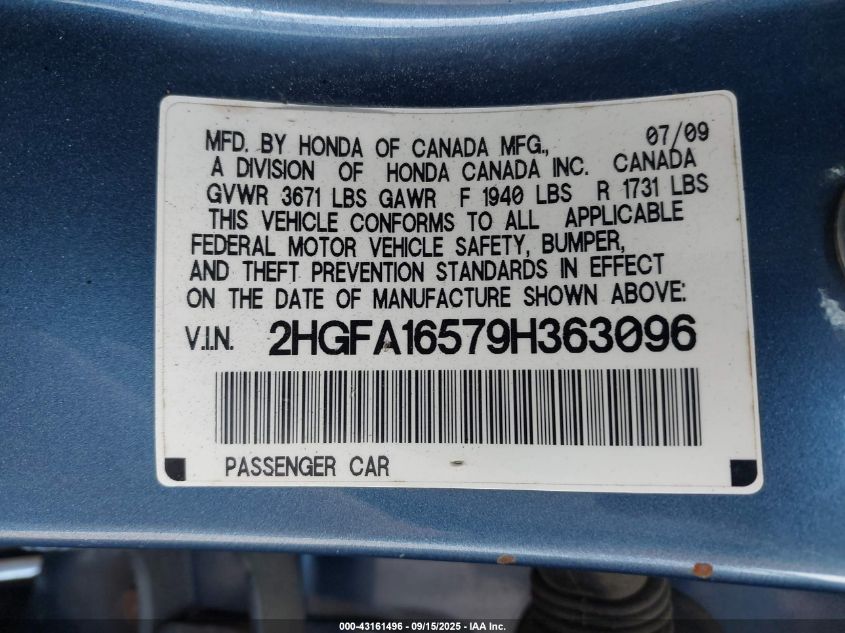 MFD. BY HONDA OF CANADA MFG., 07/09
A DIVISION OF HONDA CANADA INC. CANADA
GVWR 3671 LBS GAWR F 1940 LBS R 1731 LBS
THIS VEHICLE CONFORMS TO ALL APPLICABLE
FEDERAL MOTOR VEHICLE SAFETY, BUMPER,
AND THEFT PREVENTION STANDARDS IN EFFECT
ON THE DATE OF MANUFACTURE SHOWN ABOVE:
V.I.N. 2HGFA16579H363096
PASSENGER CAR
000-43161496 - 09/15/2025 - IAA Inc.